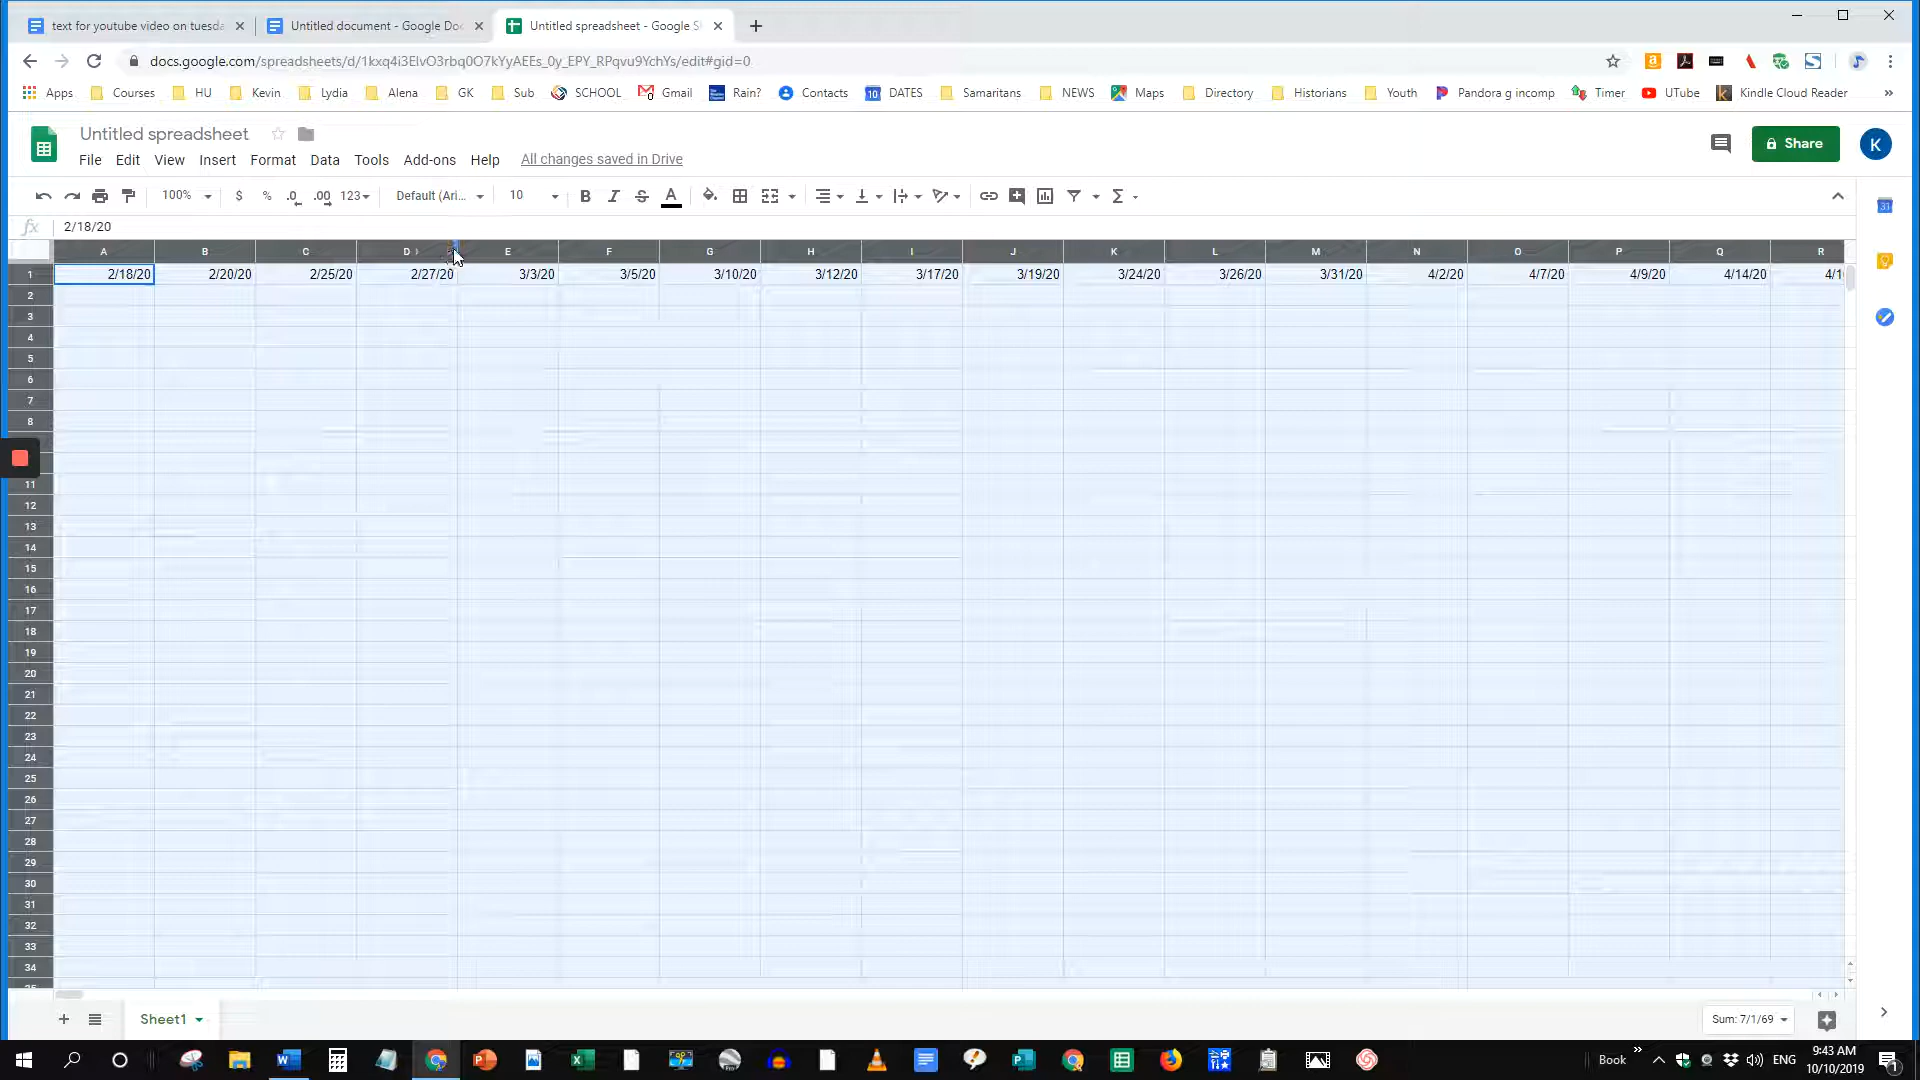 text for youtube video on tuesda
Untitled document - Google Doc
Untitled spreadsheet - Google S
docs.google.com/spreadsheets/d/1kxq4i3ElvO3rbq0O7kYyAEEs_0y_EPY_RPqvu9YchYs/edit#gid=0
Apps Courses HU Kevin Lydia Alena GK Sub SCHOOL Gmail Rain? Contacts 10 DATES Samaritans NEWS Maps Directory Historians Youth Pandora g incomp Timer UTube Kindle Cloud Reader »
Untitled spreadsheet
Share
K
File Edit View Insert Format Data Tools Add-ons Help All changes saved in Drive
100% $ % .0 .00 123 Default (Ari... 10 B I S A Σ
31
fx 2/18/20
A B C D E F G H I J K L M N O P Q R
1 2/18/20 2/20/20 2/25/20 2/27/20 3/3/20 3/5/20 3/10/20 3/12/20 3/17/20 3/19/20 3/24/20 3/26/20 3/31/20 4/2/20 4/7/20 4/9/20 4/14/20 4/1
2
3
4
5
6
7
8
11
12
13
14
15
16
17
18
19
20
21
22
23
24
25
26
27
28
29
30
31
32
33
34
Sheet1
Sum: 7/1/69
Book » ENG
9:43 AM
10/10/2019
1